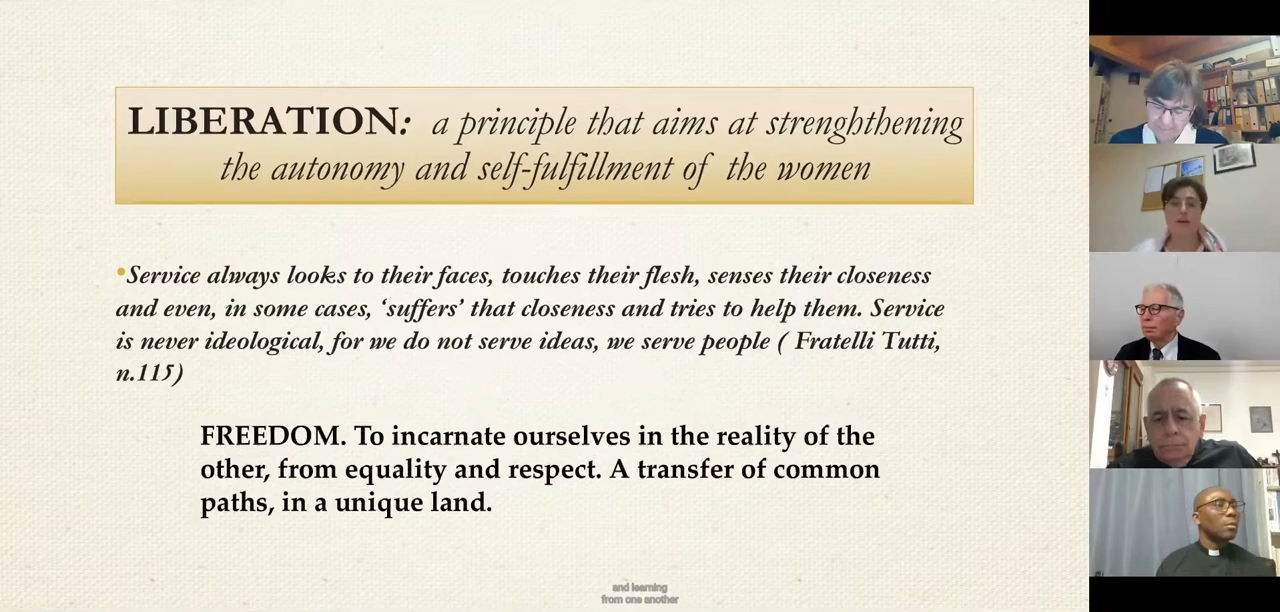 LIBERATION: a principle that aims at strenghthening
the autonomy and self-fulfillment of the women
•Service always looks to their faces, touches their flesh, senses their closeness
and even, in some cases, ‘suffers’ that closeness and tries to help them. Service
is never ideological, for we do not serve ideas, we serve people ( Fratelli Tutti,
n.115)
FREEDOM. To incarnate ourselves in the reality of the
other, from equality and respect. A transfer of common
paths, in a unique land.
and learning
from one another